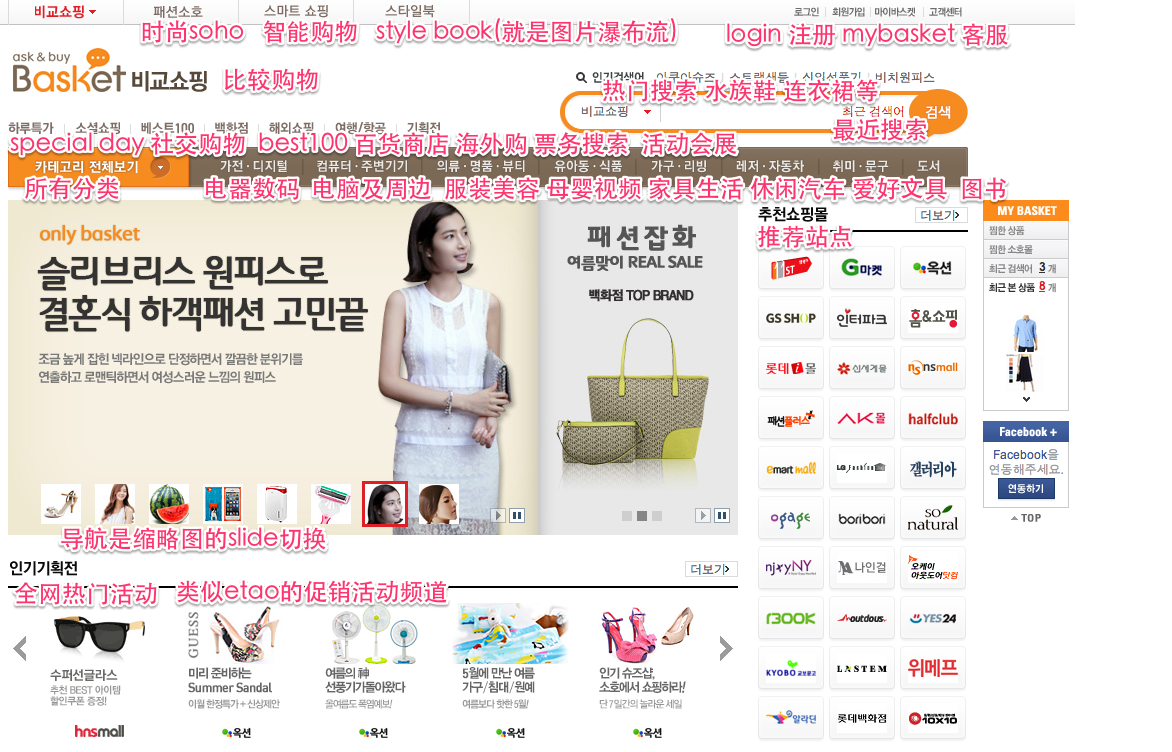 비교쇼핑 패션소호 스마트 쇼핑 스타일북 로그인 회원가입 마이바스켓 고객센터
时尚soho 智能购物 style book(就是图片瀑布流) login 注册 mybasket 客服
ask & buy
Basket 비교쇼핑 比较购物
인기검색어 아쿠아슈즈 스트랩샌들 비치원피스
热门搜索 水族鞋 连衣裙等
비교쇼핑 최근 검색어 검색
最近搜索
하루특가 소셜쇼핑 베스트100 백화점 해외쇼핑 여행/항공 기획전
special day 社交购物 best100 百货商店 海外购 票务搜索 活动会展
카테고리 전체보기 가전 · 디지털 컴퓨터 · 주변기기 의류 · 명품 · 뷰티 유아동 · 식품 가구 · 리빙 레저 · 자동차 취미 · 문구 도서
所有分类 电器数码 电脑及周边 服装美容 母婴视频 家具生活 休闲汽车 爱好文具 图书
only basket
슬리브리스 원피스로
결혼식 하객패션 고민끝
조금 높게 잡힌 넥라인으로 단정하면서 깔끔한 분위기를
연출하고 로맨틱하면서 여성스러운 느낌의 원피스
패션잡화
여름맞이 REAL SALE
백화점 TOP BRAND
导航是缩略图的slide切换
추천쇼핑몰 더보기
推荐站点
11ST G마켓 옥션
GS SHOP 인터파크 홈&쇼핑
롯데i몰 신세계몰 nsmall
패션플러스 AK몰 halfclub
emart mall LG fashion 갤러리아
ogage boribori SO natural
njoyNY 나인걸 오케이아웃도어닷컴
BOOK outdous. YES24
KYOBO 교보문고 LASTEM 위메프
알라딘 롯데백화점 10X10
MY BASKET
찜한 상품
찜한 소호몰
최근 검색어 3 개
최근 본 상품 8 개
Facebook +
Facebook을
연동해주세요.
연동하기
TOP
인기기획전 더보기
全网热门活动 类似etao的促销活动频道
수퍼선글라스
추천 BEST 아이템
할인쿠폰 증정!
hnsmall
GUESS
미리 준비하는
Summer Sandal
이월 한정특가 + 신상제안
옥션
여름의 神
선풍기가돌아왔다
올여름도 폭염예보!
옥션
5월에 만난 여름
가구/침대/원예
여름보다 핫한 5월!
옥션
인기 슈즈샵,
소호에서 쇼핑하라!
단 7일간의 놀라운 세일
옥션